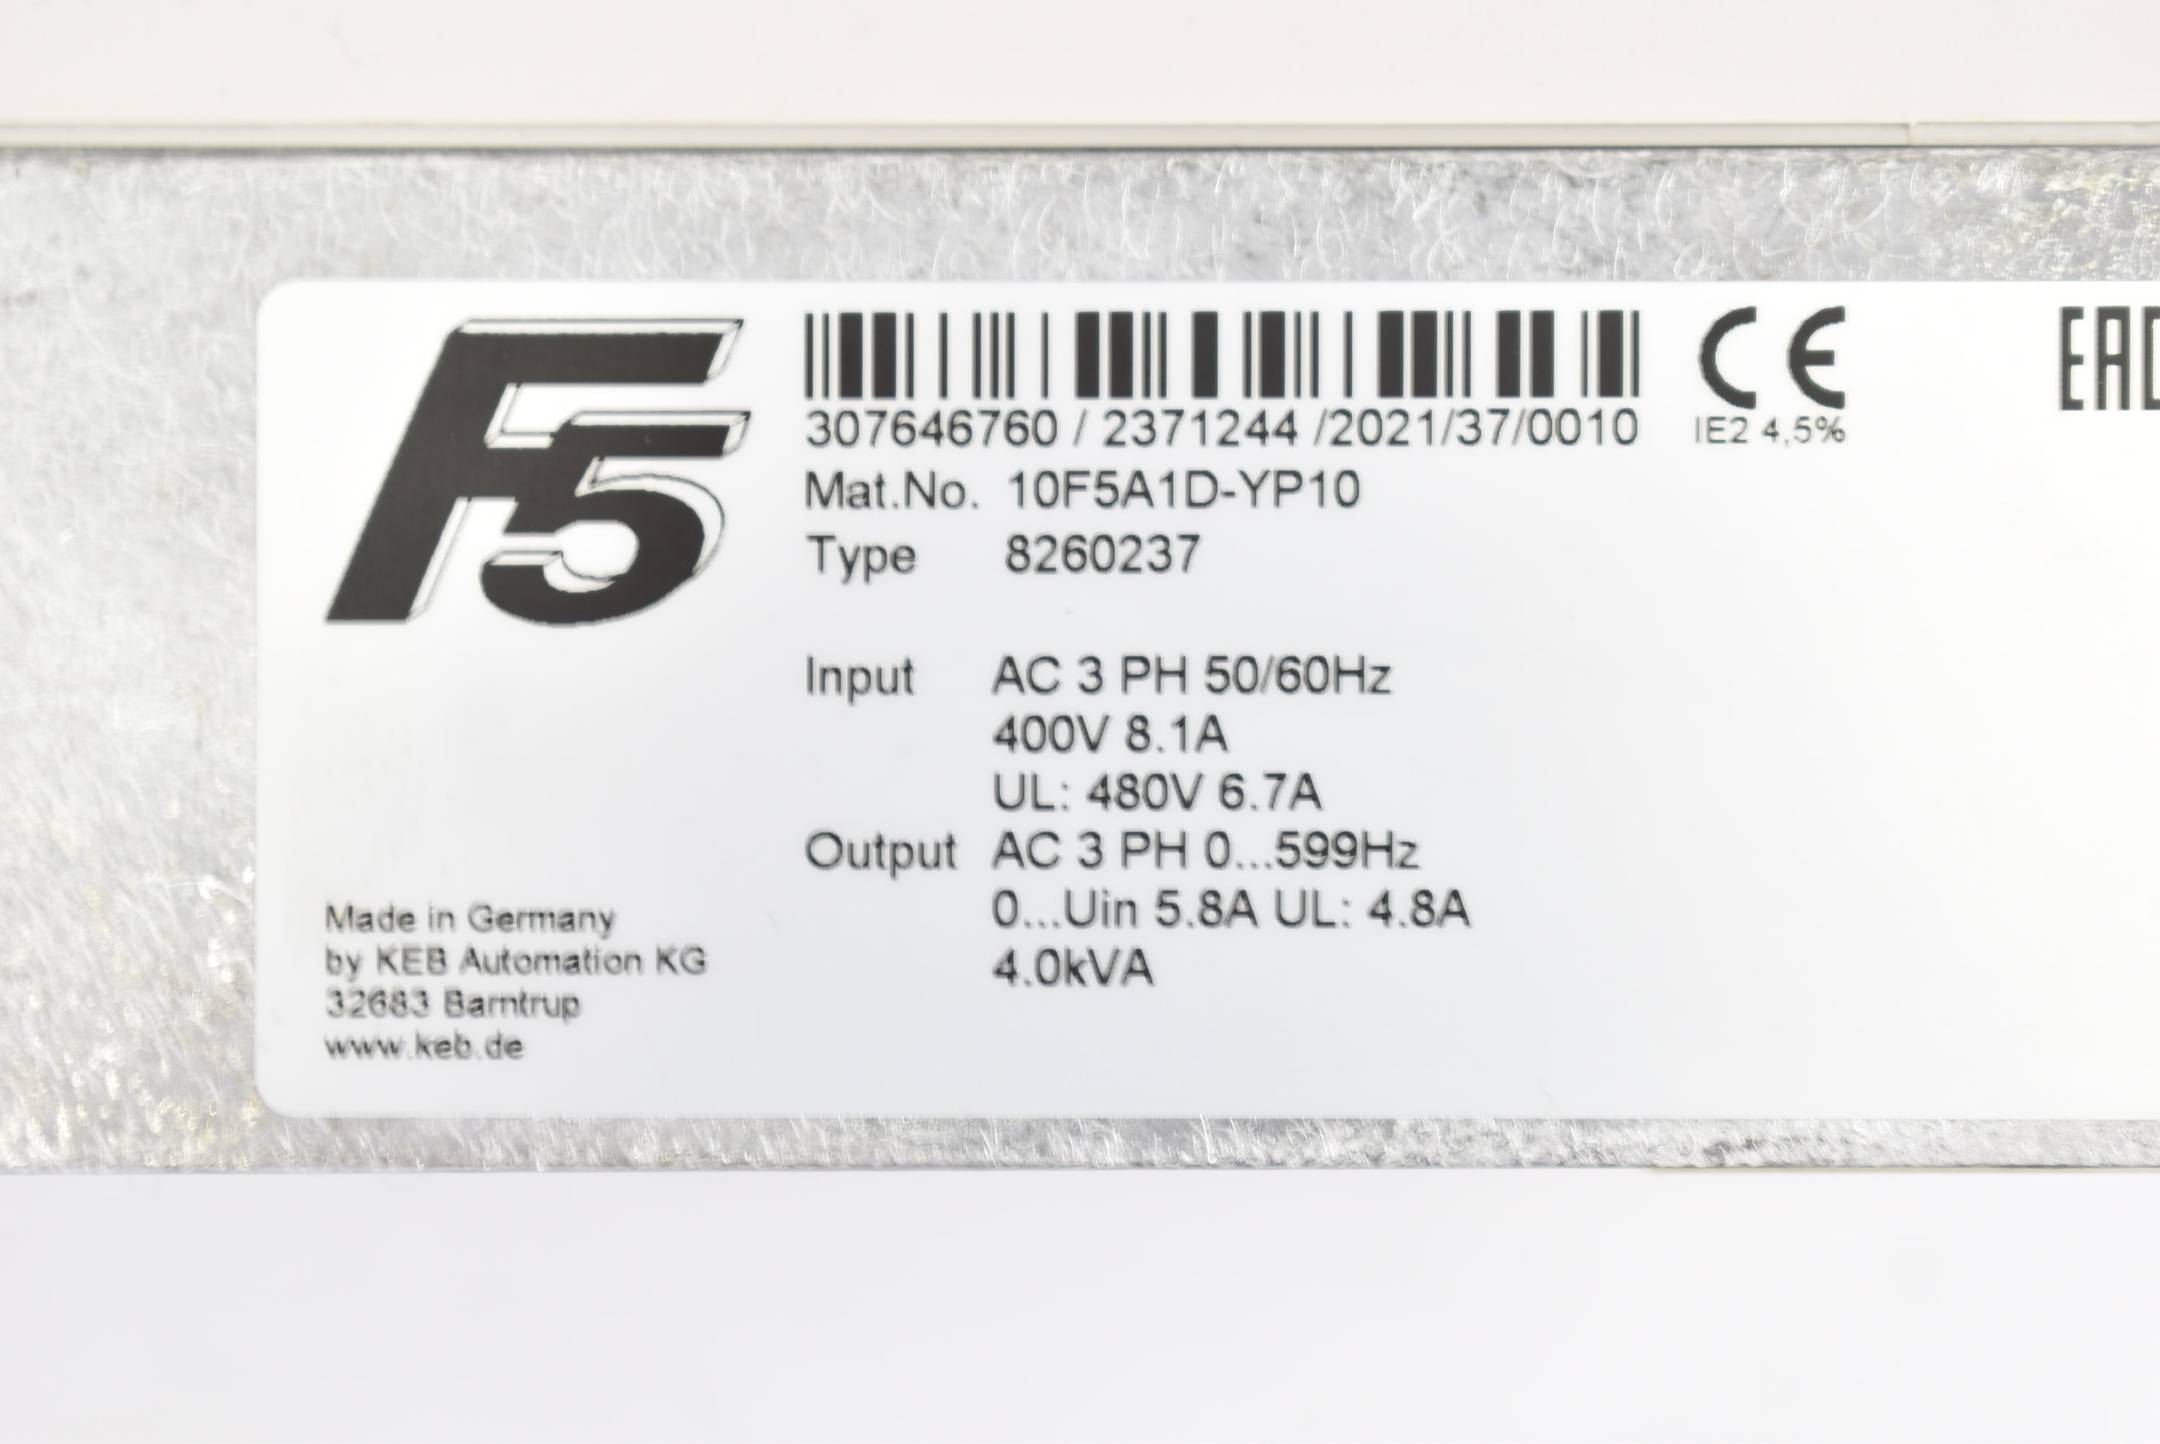 F5
307646760 / 2371244 /2021/37/0010
CE
IE2 4,5%
EAC
Mat.No. 10F5A1D-YP10
Type 8260237
Input AC 3 PH 50/60Hz
400V 8.1A
UL: 480V 6.7A
Output AC 3 PH 0...599Hz
0...Uin 5.8A UL: 4.8A
4.0kVA
Made in Germany
by KEB Automation KG
32683 Barntrup
www.keb.de